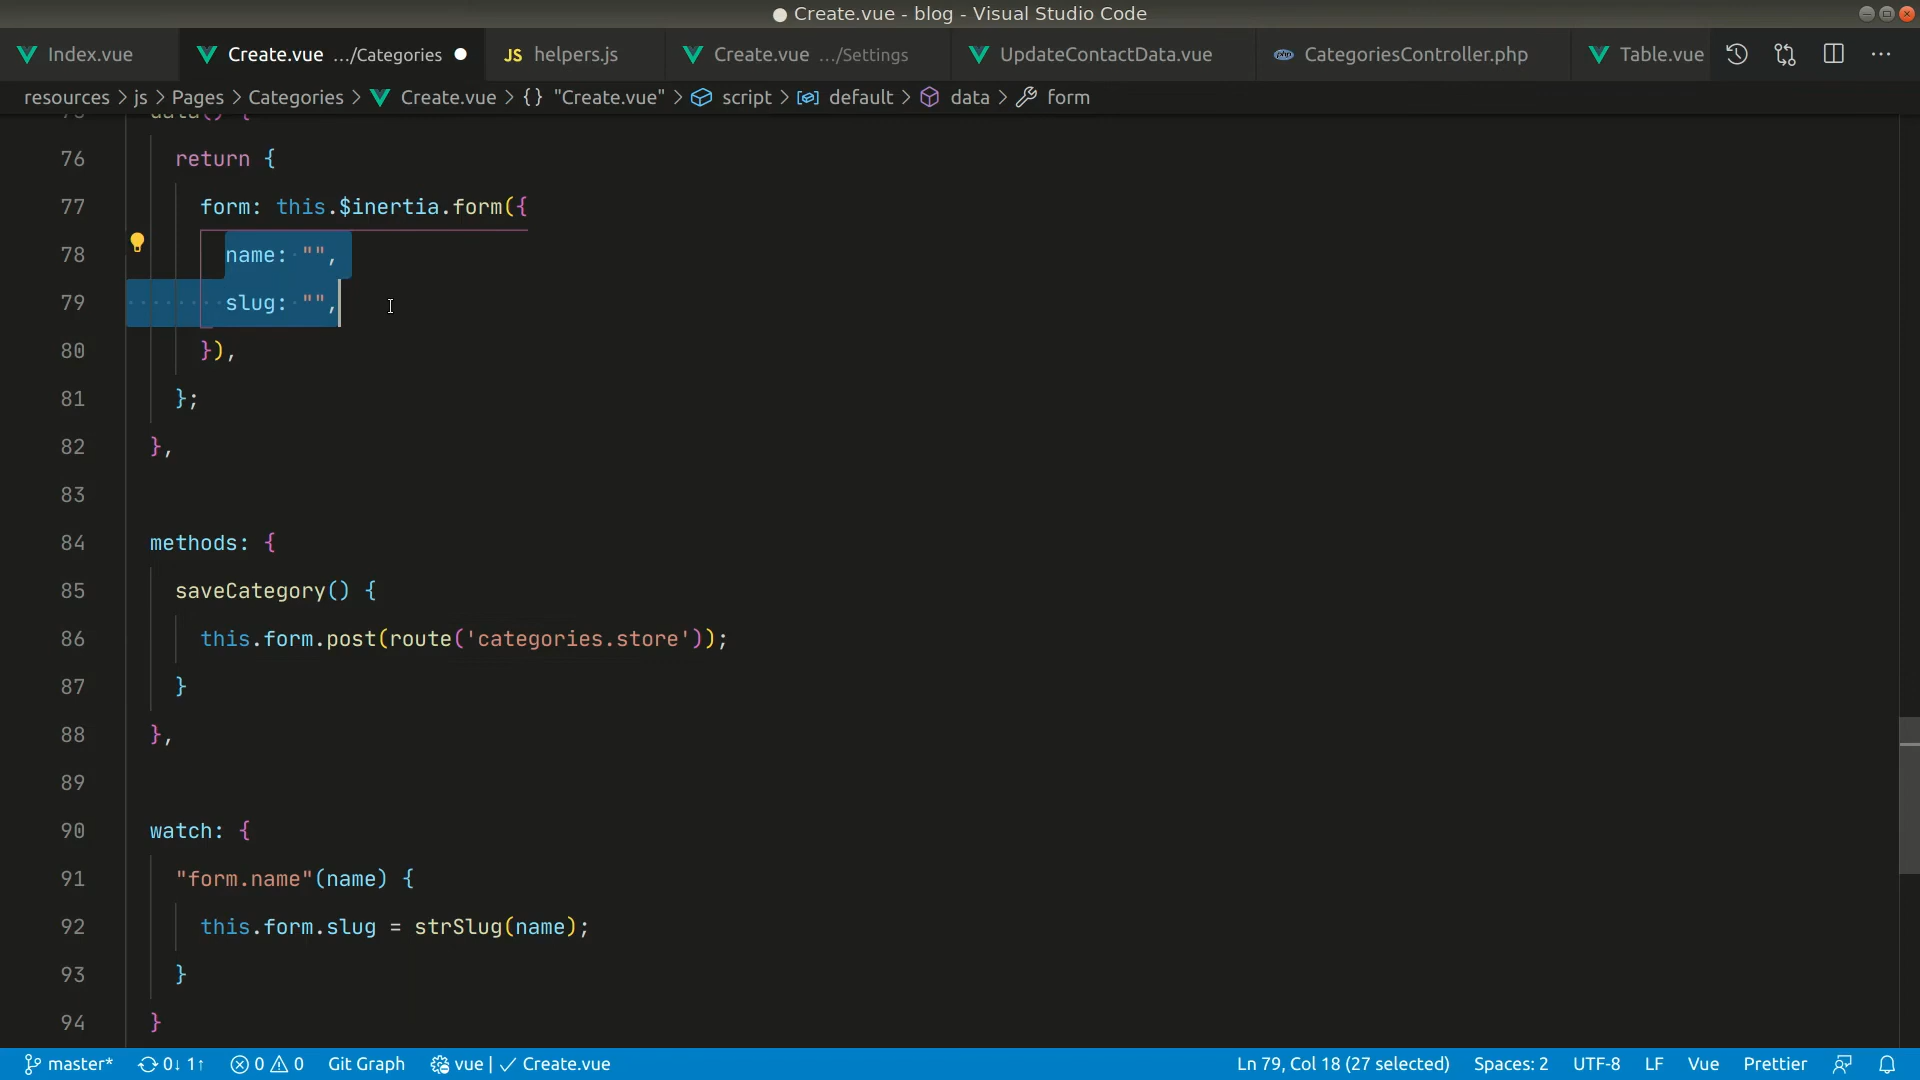 Create.vue - blog - Visual Studio Code
Index.vue Create.vue .../Categories JS helpers.js Create.vue .../Settings UpdateContactData.vue php CategoriesController.php Table.vue
resources > js > Pages > Categories > Create.vue > {} "Create.vue" > script > default > data > form
75 data() {
76 return {
77 form: this.$inertia.form({
78 name: "",
79 slug: "",
80 }),
81 };
82 },
83
84 methods: {
85 saveCategory() {
86 this.form.post(route('categories.store'));
87 }
88 },
89
90 watch: {
91 "form.name"(name) {
92 this.form.slug = strSlug(name);
93 }
94 }
master* 0↓ 1↑ 0 0 Git Graph vue | ✓ Create.vue Ln 79, Col 18 (27 selected) Spaces: 2 UTF-8 LF Vue Prettier